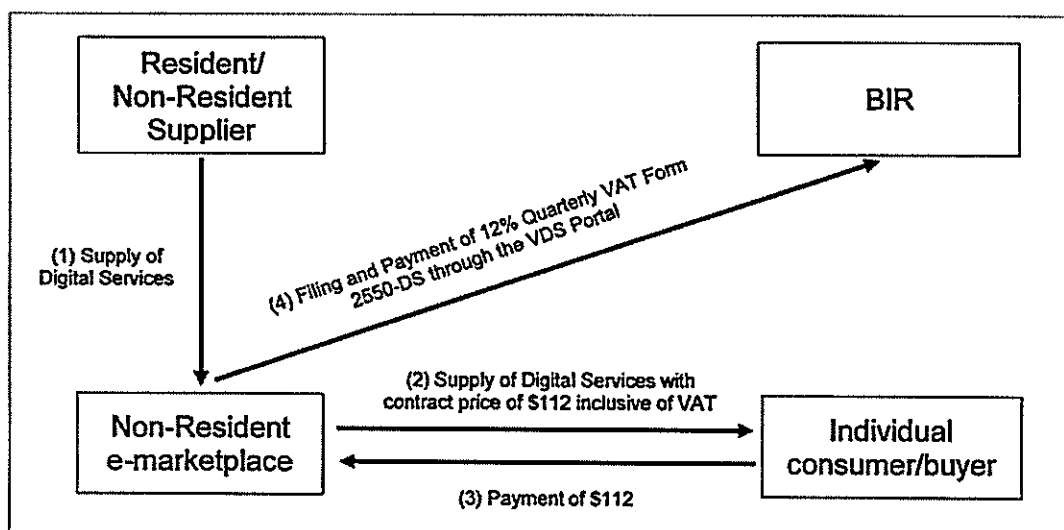 Resident/
Non-Resident
Supplier
BIR
(1) Supply of
Digital Services
(4) Filing and Payment of 12% Quarterly VAT Form
2550-DS through the VDS Portal
(2) Supply of Digital Services with
contract price of $112 inclusive of VAT
Non-Resident
e-marketplace
Individual
consumer/buyer
(3) Payment of $112